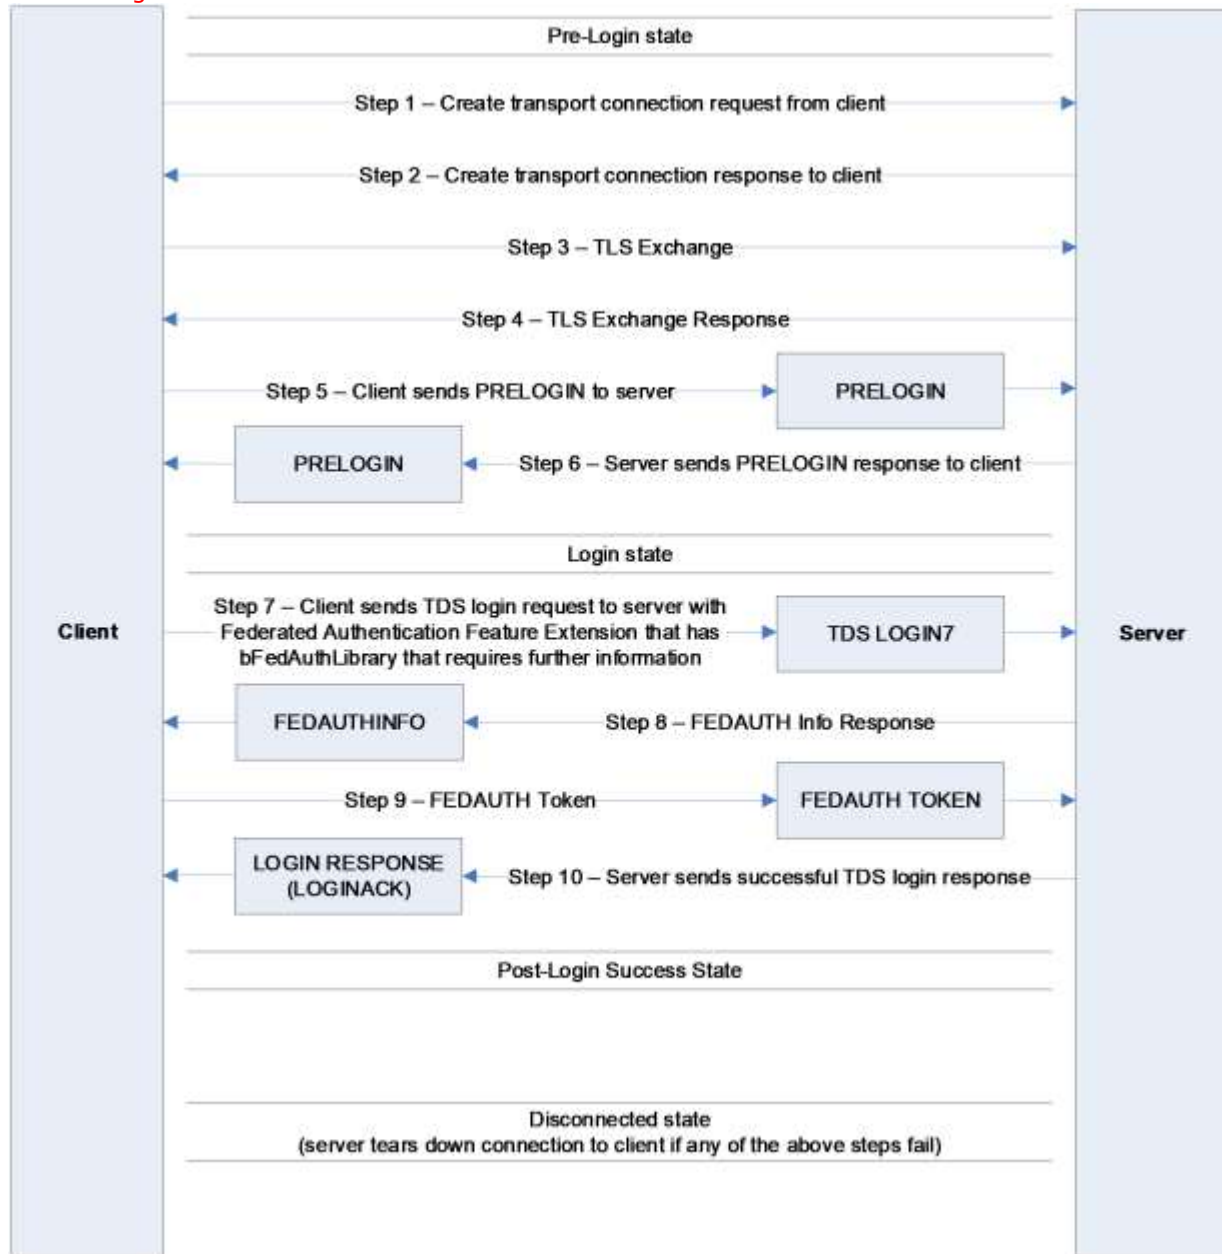 Pre-Login state
Step 1 – Create transport connection request from client
Step 2 – Create transport connection response to client
Step 3 – TLS Exchange
Step 4 – TLS Exchange Response
Step 5 – Client sends PRELOGIN to server
PRELOGIN
PRELOGIN
Step 6 – Server sends PRELOGIN response to client
Login state
Client
Step 7 – Client sends TDS login request to server with
Federated Authentication Feature Extension that has
bFedAuthLibrary that requires further information
TDS LOGIN7
Server
FEDAUTHINFO
Step 8 – FEDAUTH Info Response
Step 9 – FEDAUTH Token
FEDAUTH TOKEN
LOGIN RESPONSE
(LOGINACK)
Step 10 – Server sends successful TDS login response
Post-Login Success State
Disconnected state
(server tears down connection to client if any of the above steps fail)